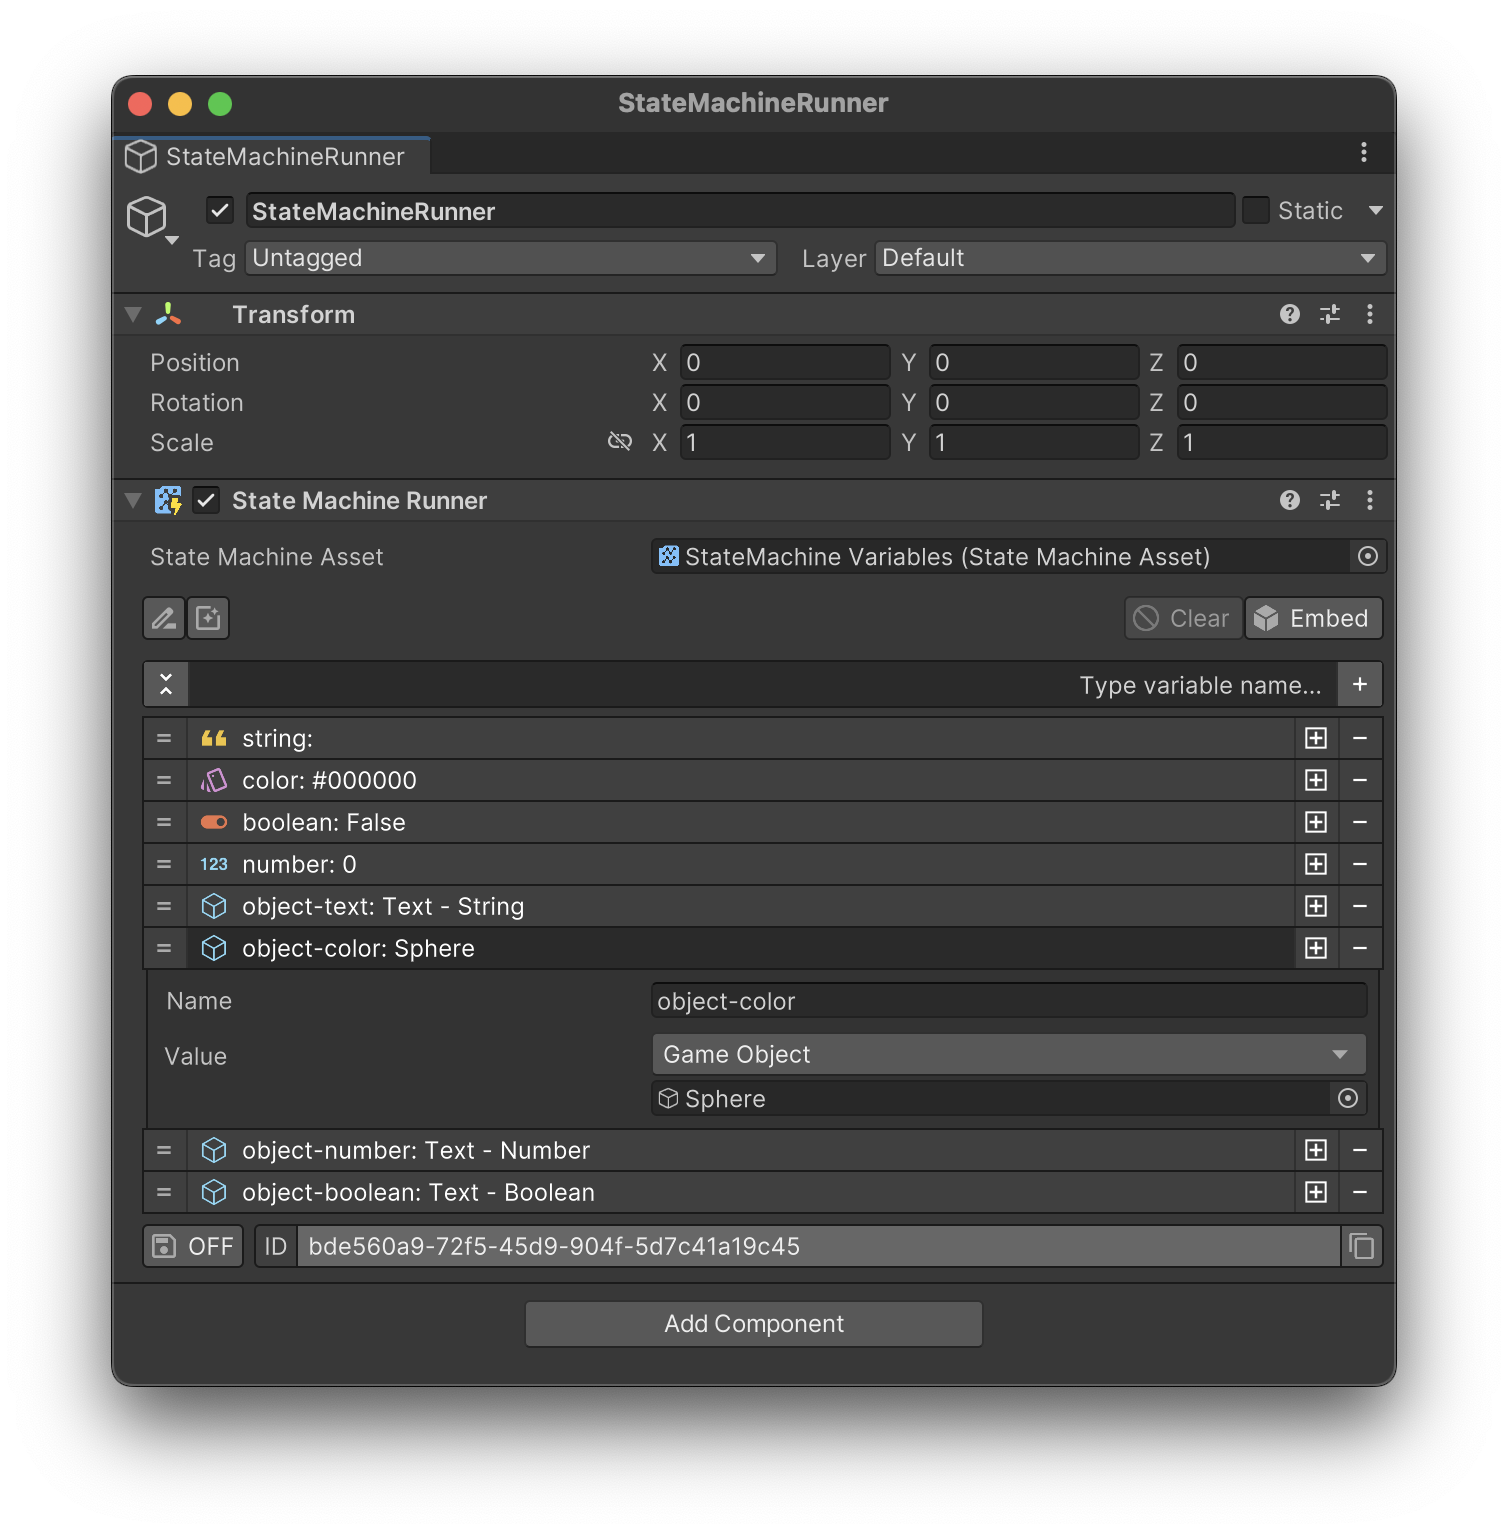 StateMachineRunner
StateMachineRunner
StateMachineRunner Static
Tag Untagged Layer Default
Transform
Position X 0 Y 0 Z 0
Rotation X 0 Y 0 Z 0
Scale X 1 Y 1 Z 1
State Machine Runner
State Machine Asset StateMachine Variables (State Machine Asset)
Clear Embed
Type variable name... +
string:
color: #000000
boolean: False
123 number: 0
object-text: Text - String
object-color: Sphere
Name object-color
Value Game Object
Sphere
object-number: Text - Number
object-boolean: Text - Boolean
OFF ID bde560a9-72f5-45d9-904f-5d7c41a19c45
Add Component